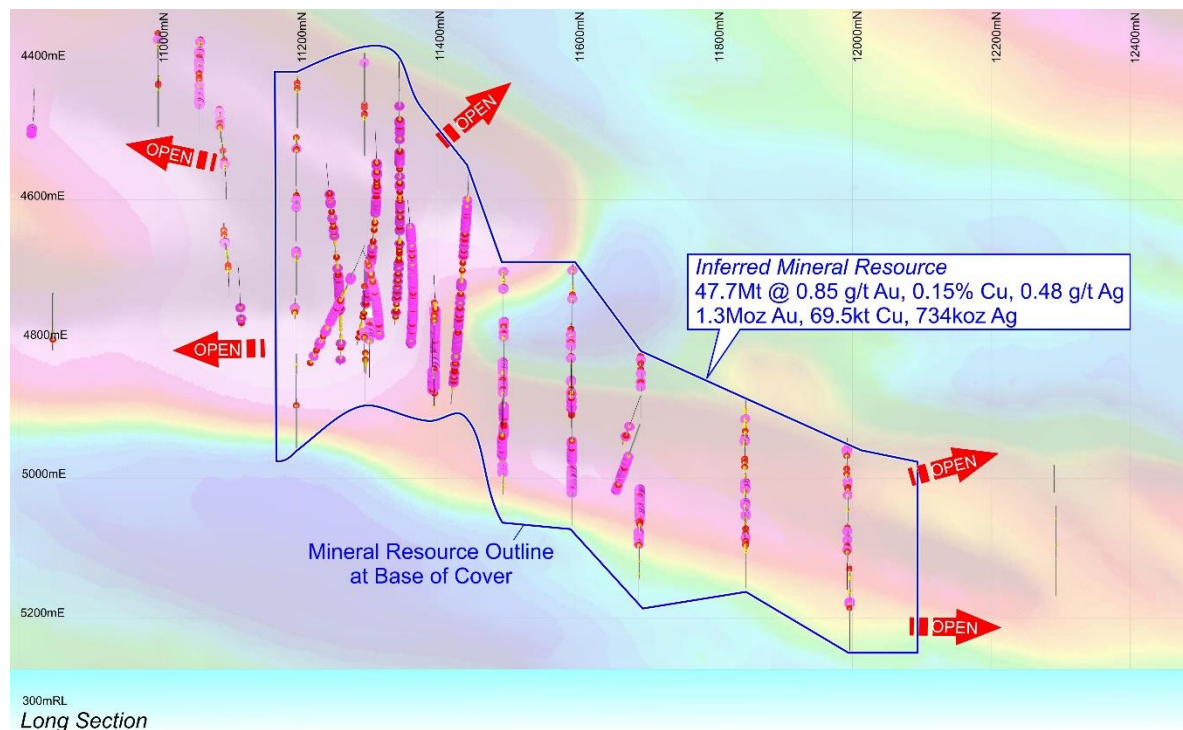 11000mN
11200mN
11400mN
11600mN
11800mN
12000mN
12200mN
12400mN
4400mE
OPEN
OPEN
4600mE
Inferred Mineral Resource
47.7Mt @ 0.85 g/t Au, 0.15% Cu, 0.48 g/t Ag
1.3Moz Au, 69.5kt Cu, 734koz Ag
4800mE
OPEN
OPEN
5000mE
Mineral Resource Outline
at Base of Cover
5200mE
OPEN
300mRL
Long Section